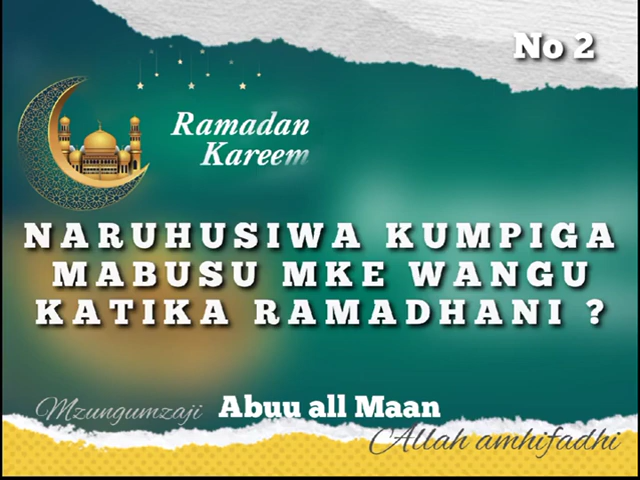 No 2
Ramadan
Kareem
NARUHUSIWA KUMPIGA
MABUSU MKE WANGU
KATIKA RAMADHANI ?
Mzungumzaji Abuu all Maan
Allah amhifadhi